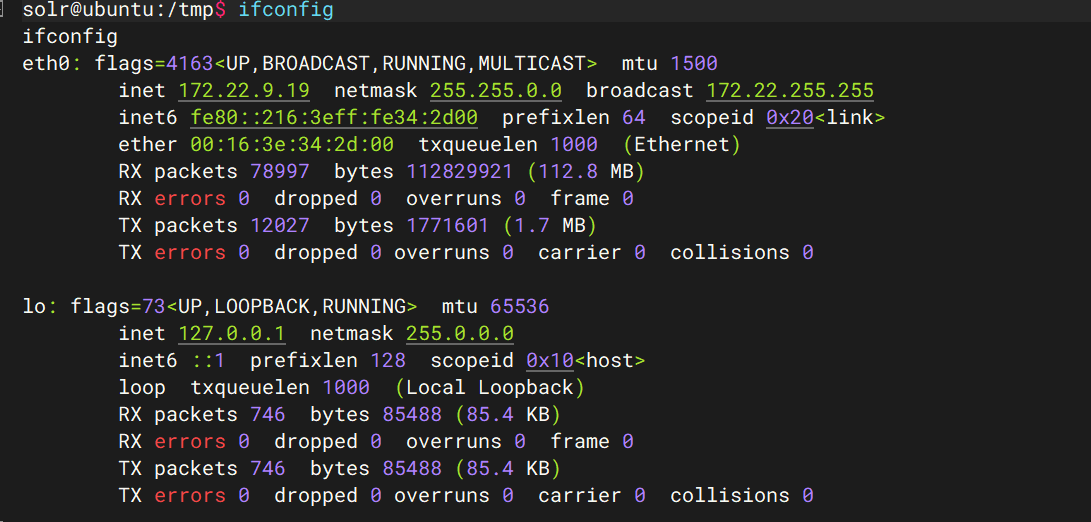 solr@ubuntu:/tmp$ ifconfig
ifconfig
eth0: flags=4163<UP,BROADCAST,RUNNING,MULTICAST>  mtu 1500
        inet 172.22.9.19  netmask 255.255.0.0  broadcast 172.22.255.255
        inet6 fe80::216:3eff:fe34:2d00  prefixlen 64  scopeid 0x20<link>
        ether 00:16:3e:34:2d:00  txqueuelen 1000  (Ethernet)
        RX packets 78997  bytes 112829921 (112.8 MB)
        RX errors 0  dropped 0  overruns 0  frame 0
        TX packets 12027  bytes 1771601 (1.7 MB)
        TX errors 0  dropped 0 overruns 0  carrier 0  collisions 0

lo: flags=73<UP,LOOPBACK,RUNNING>  mtu 65536
        inet 127.0.0.1  netmask 255.0.0.0
        inet6 ::1  prefixlen 128  scopeid 0x10<host>
        loop  txqueuelen 1000  (Local Loopback)
        RX packets 746  bytes 85488 (85.4 KB)
        RX errors 0  dropped 0  overruns 0  frame 0
        TX packets 746  bytes 85488 (85.4 KB)
        TX errors 0  dropped 0 overruns 0  carrier 0  collisions 0